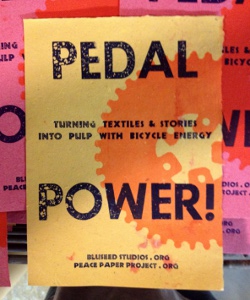 PEDAL
TURNING TEXTILES & STORIES
INTO PULP WITH BICYCLE ENERGY
POWER!
BLUSEED STUDIOS.ORG
PEACE PAPER PROJECT.ORG